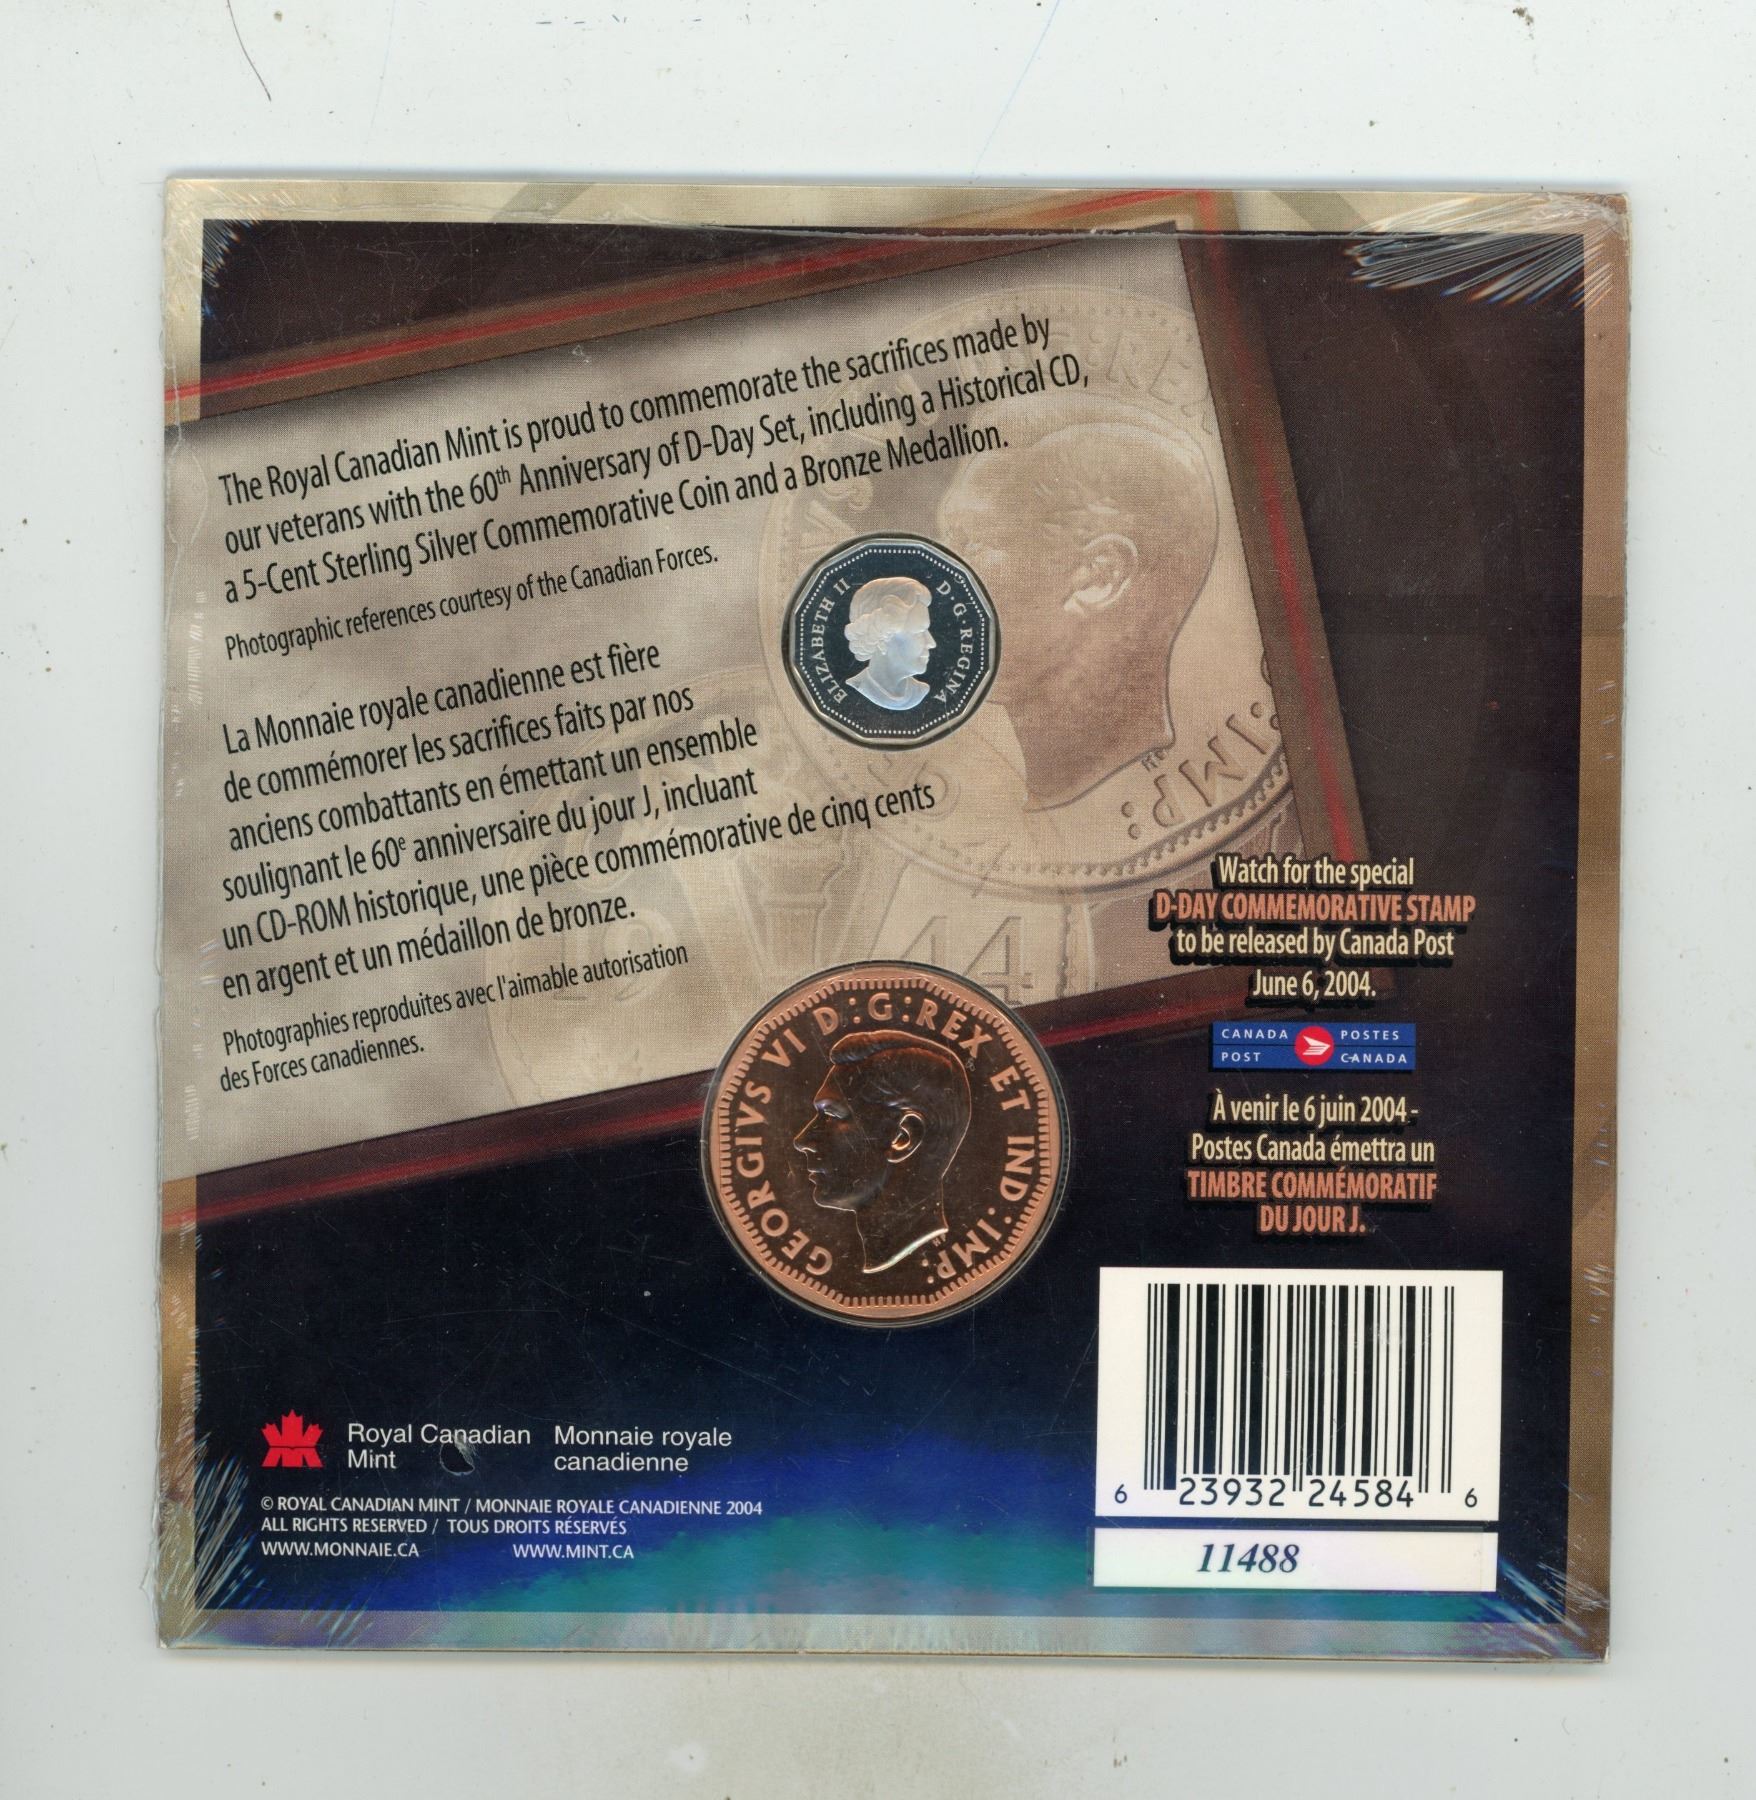 The Royal Canadian Mint is proud to commemorate the sacrifices made by
our veterans with the 60th Anniversary of D-Day Set, including a Historical CD,
a 5-Cent Sterling Silver Commemorative Coin and a Bronze Medallion.
Photographic references courtesy of the Canadian Forces.
La Monnaie royale canadienne est fière
de commémorer les sacrifices faits par nos
anciens combattants en émettant un ensemble
soulignant le 60e anniversaire du jour J, incluant
un CD-ROM historique, une pièce commémorative de cinq cents
en argent et un médaillon de bronze.
Photographies reproduites avec l'aimable autorisation
des Forces canadiennes.
ELIZABETH II D·G·REGINA
:REX
IMP:
1944
GEORGIVS VI D:G:REX ET IND:IMP:
HP
Watch for the special
D-DAY COMMEMORATIVE STAMP
to be released by Canada Post
June 6, 2004.
CANADA POSTES
POST CANADA
À venir le 6 juin 2004 -
Postes Canada émettra un
TIMBRE COMMÉMORATIF
DU JOUR J.
6 23932 24584 6
11488
Royal Canadian Monnaie royale
Mint canadienne
© ROYAL CANADIAN MINT / MONNAIE ROYALE CANADIENNE 2004
ALL RIGHTS RESERVED / TOUS DROITS RÉSERVÉS
WWW.MONNAIE.CA WWW.MINT.CA